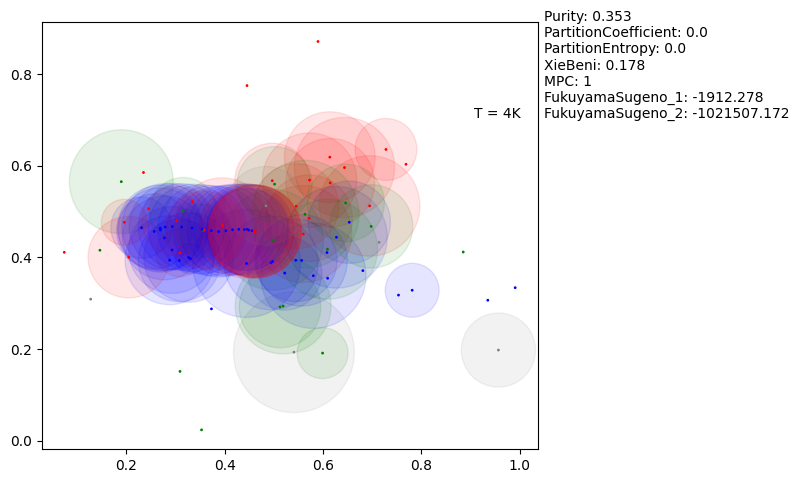 Purity: 0.353
PartitionCoefficient: 0.0
PartitionEntropy: 0.0
XieBeni: 0.178
MPC: 1
FukuyamaSugeno_1: -1912.278
FukuyamaSugeno_2: -1021507.172
T = 4K
0.8
0.6
0.4
0.2
0.0
0.2 0.4 0.6 0.8 1.0